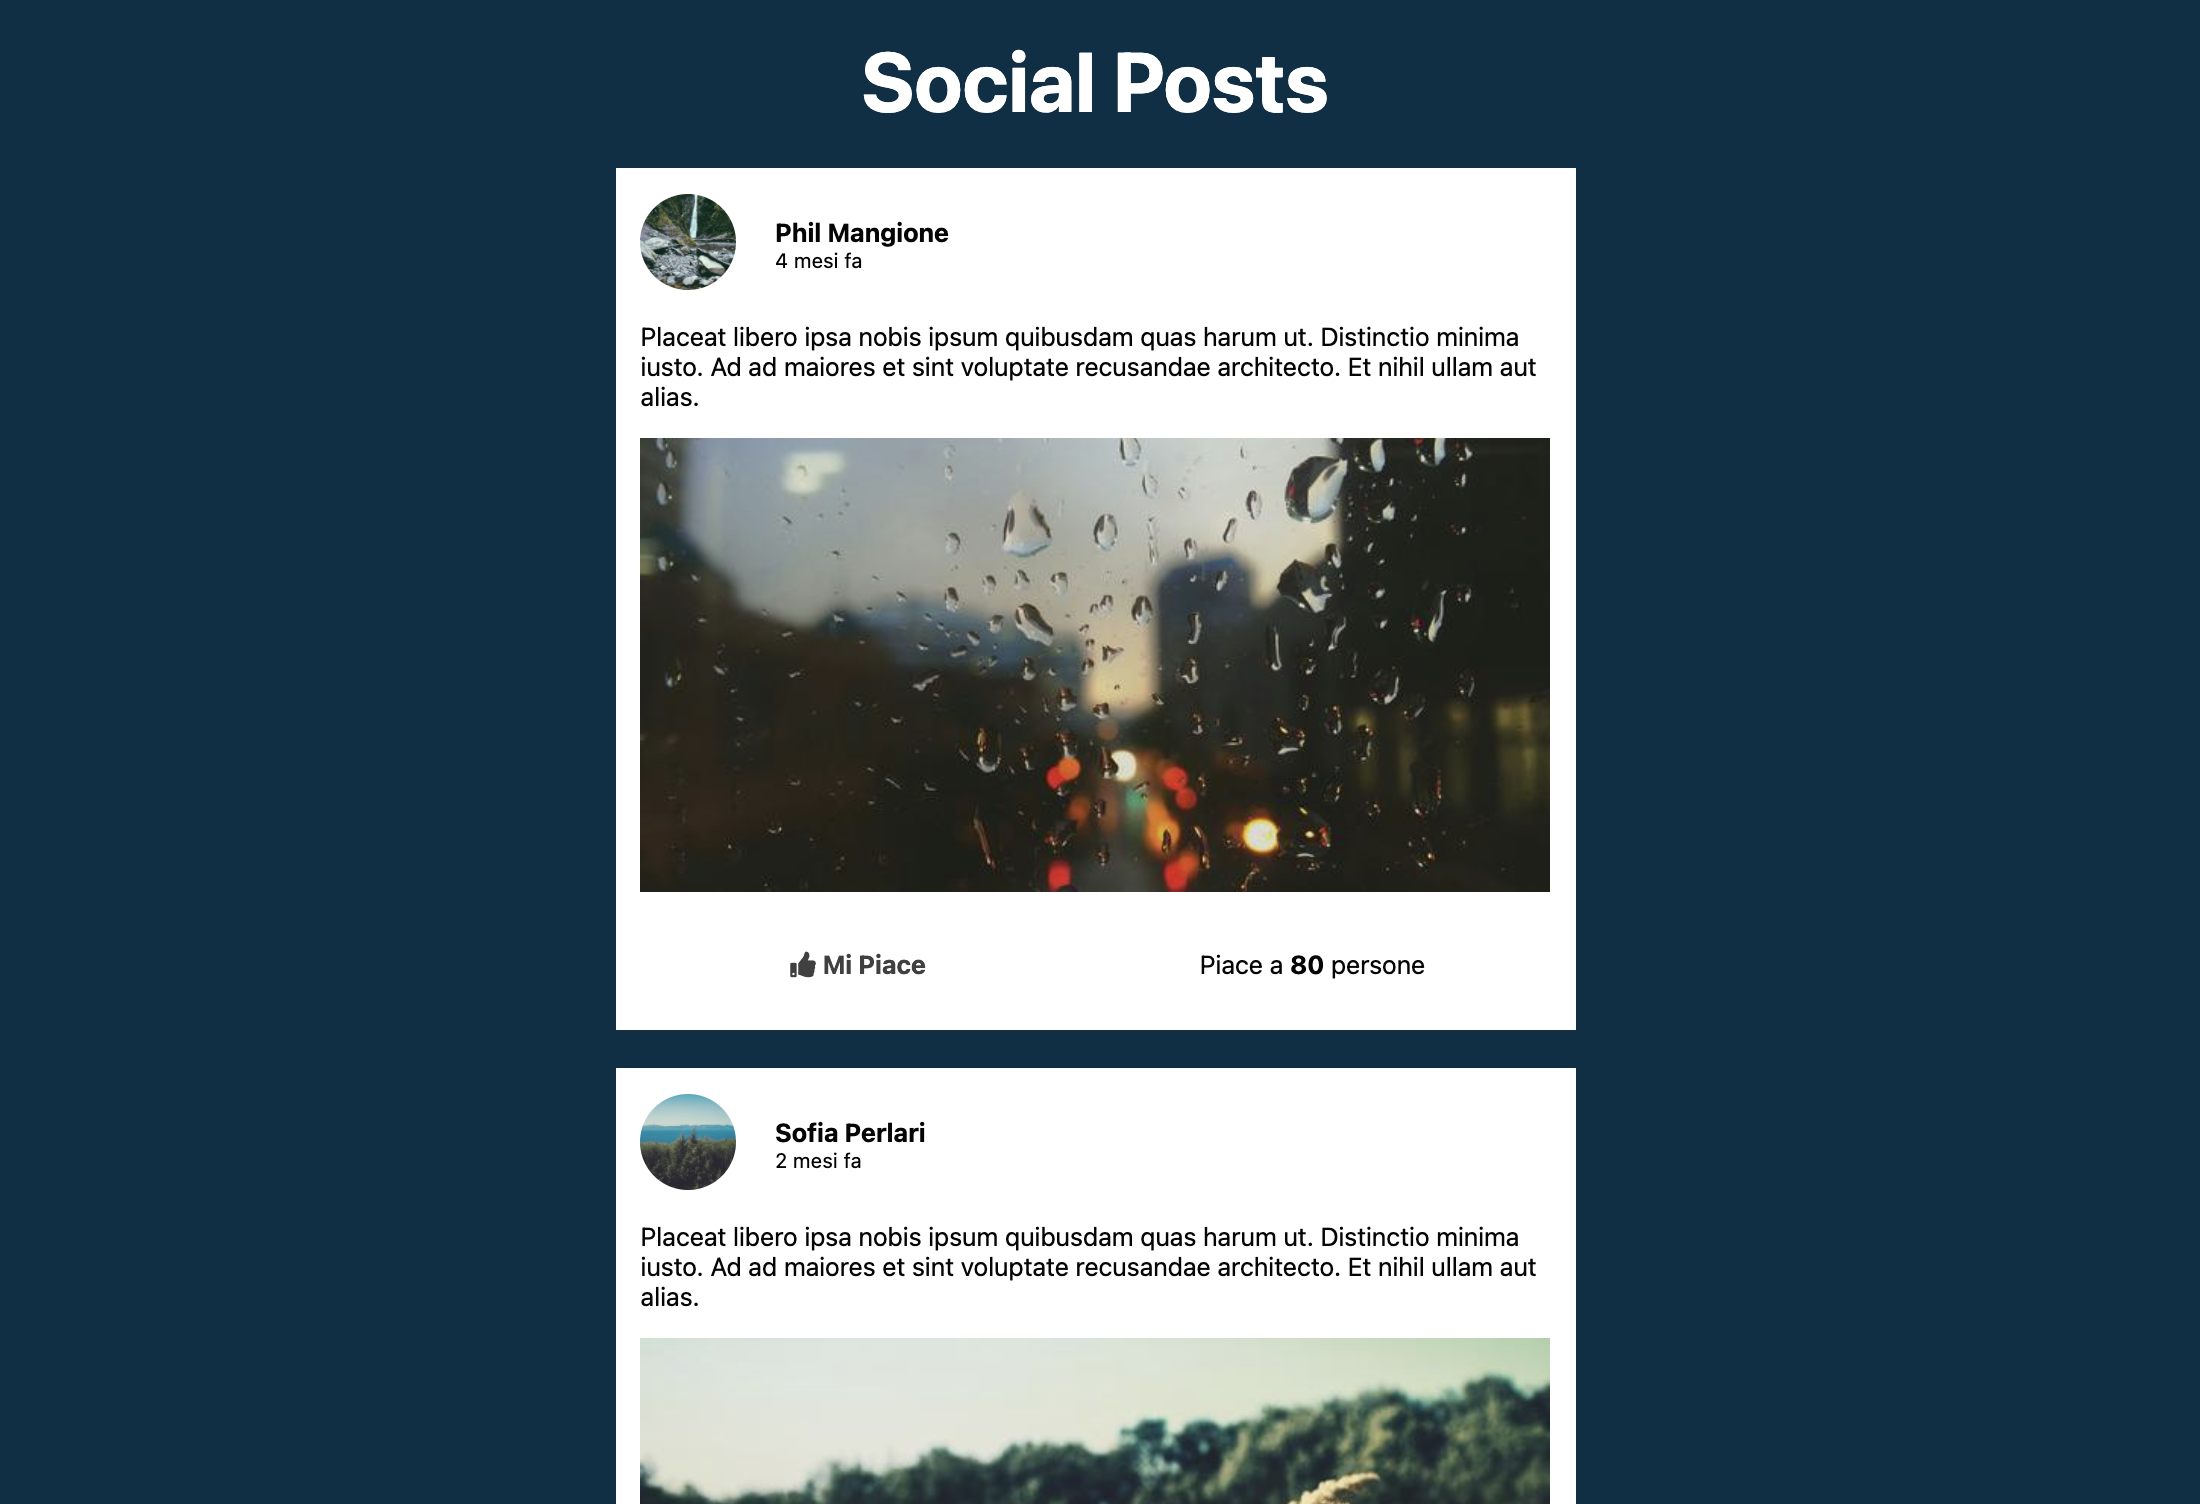 Social Posts
Phil Mangione
4 mesi fa
Placeat libero ipsa nobis ipsum quibusdam quas harum ut. Distinctio minima
iusto. Ad ad maiores et sint voluptate recusandae architecto. Et nihil ullam aut
alias.
Mi Piace
Piace a 80 persone
Sofia Perlari
2 mesi fa
Placeat libero ipsa nobis ipsum quibusdam quas harum ut. Distinctio minima
iusto. Ad ad maiores et sint voluptate recusandae architecto. Et nihil ullam aut
alias.